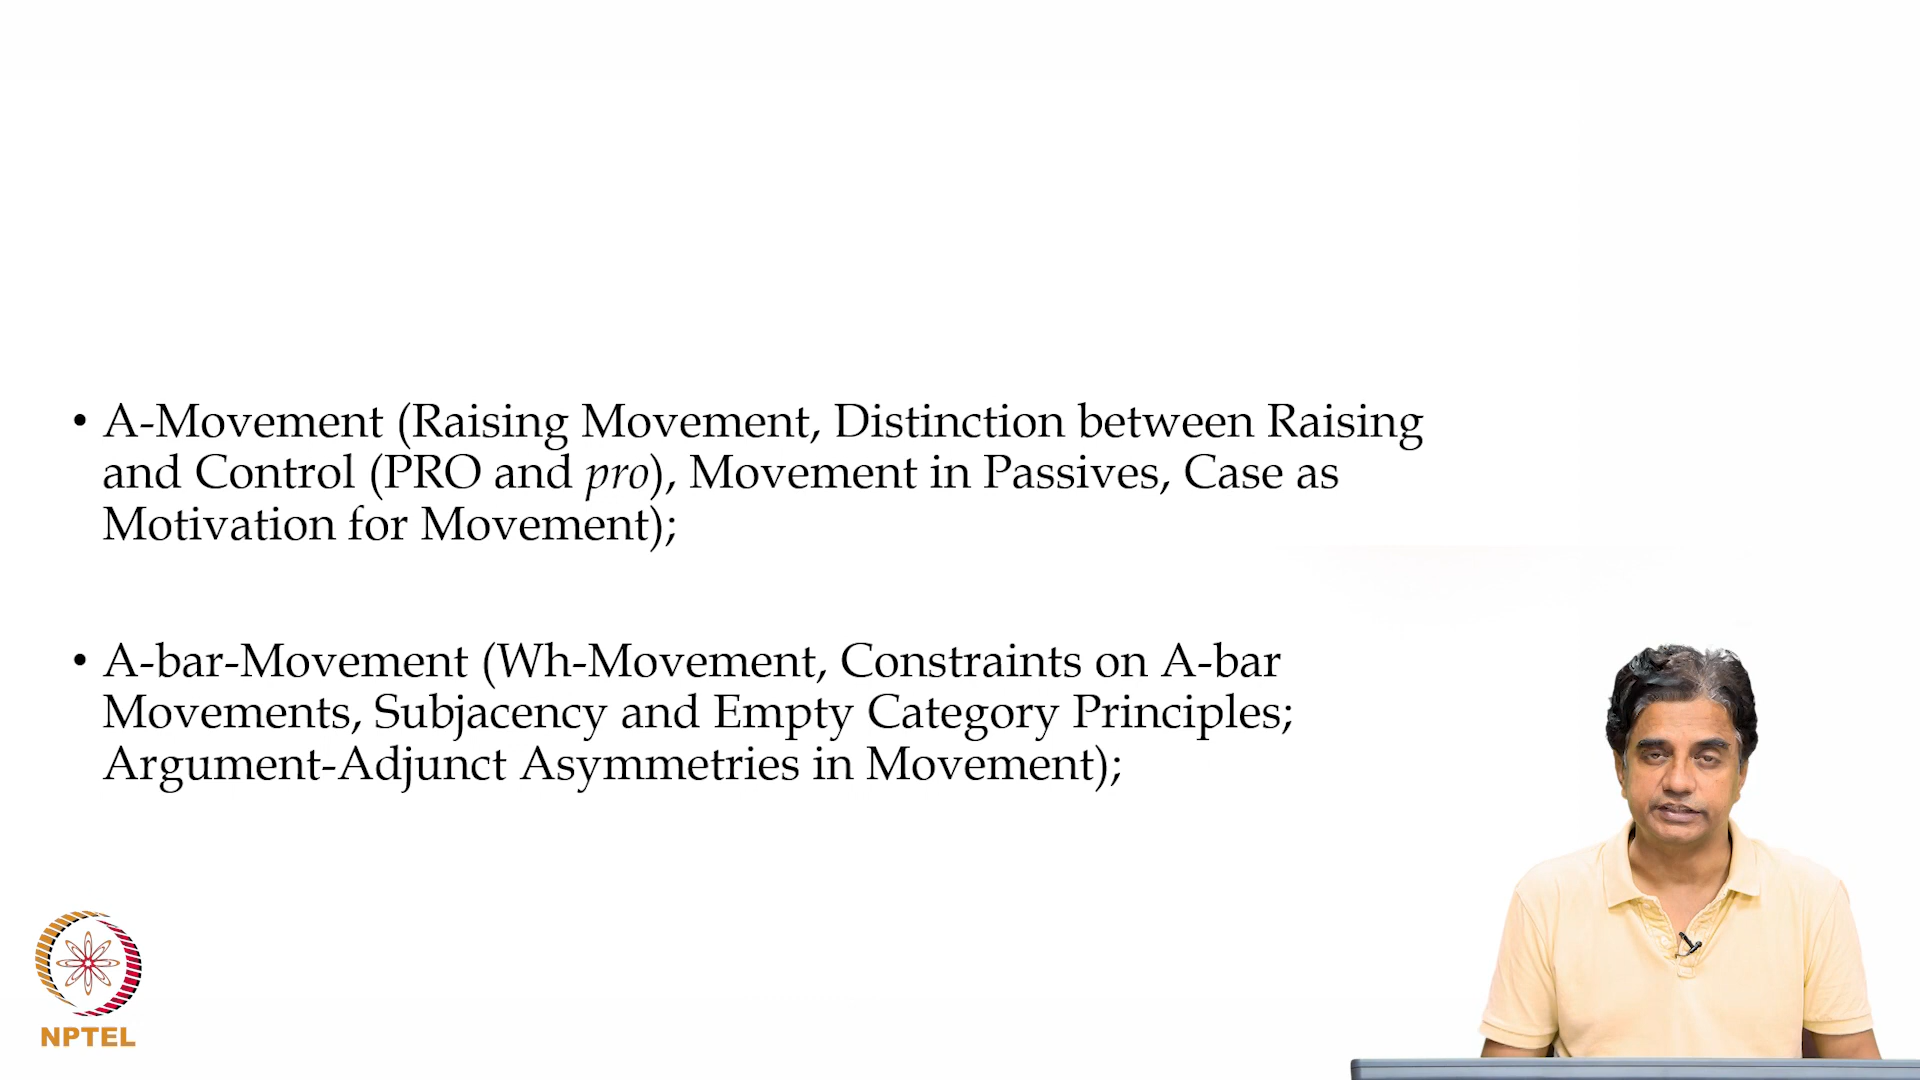 • A-Movement (Raising Movement, Distinction between Raising
and Control (PRO and pro), Movement in Passives, Case as
Motivation for Movement);
• A-bar-Movement (Wh-Movement, Constraints on A-bar
Movements, Subjacency and Empty Category Principles;
Argument-Adjunct Asymmetries in Movement);
NPTEL